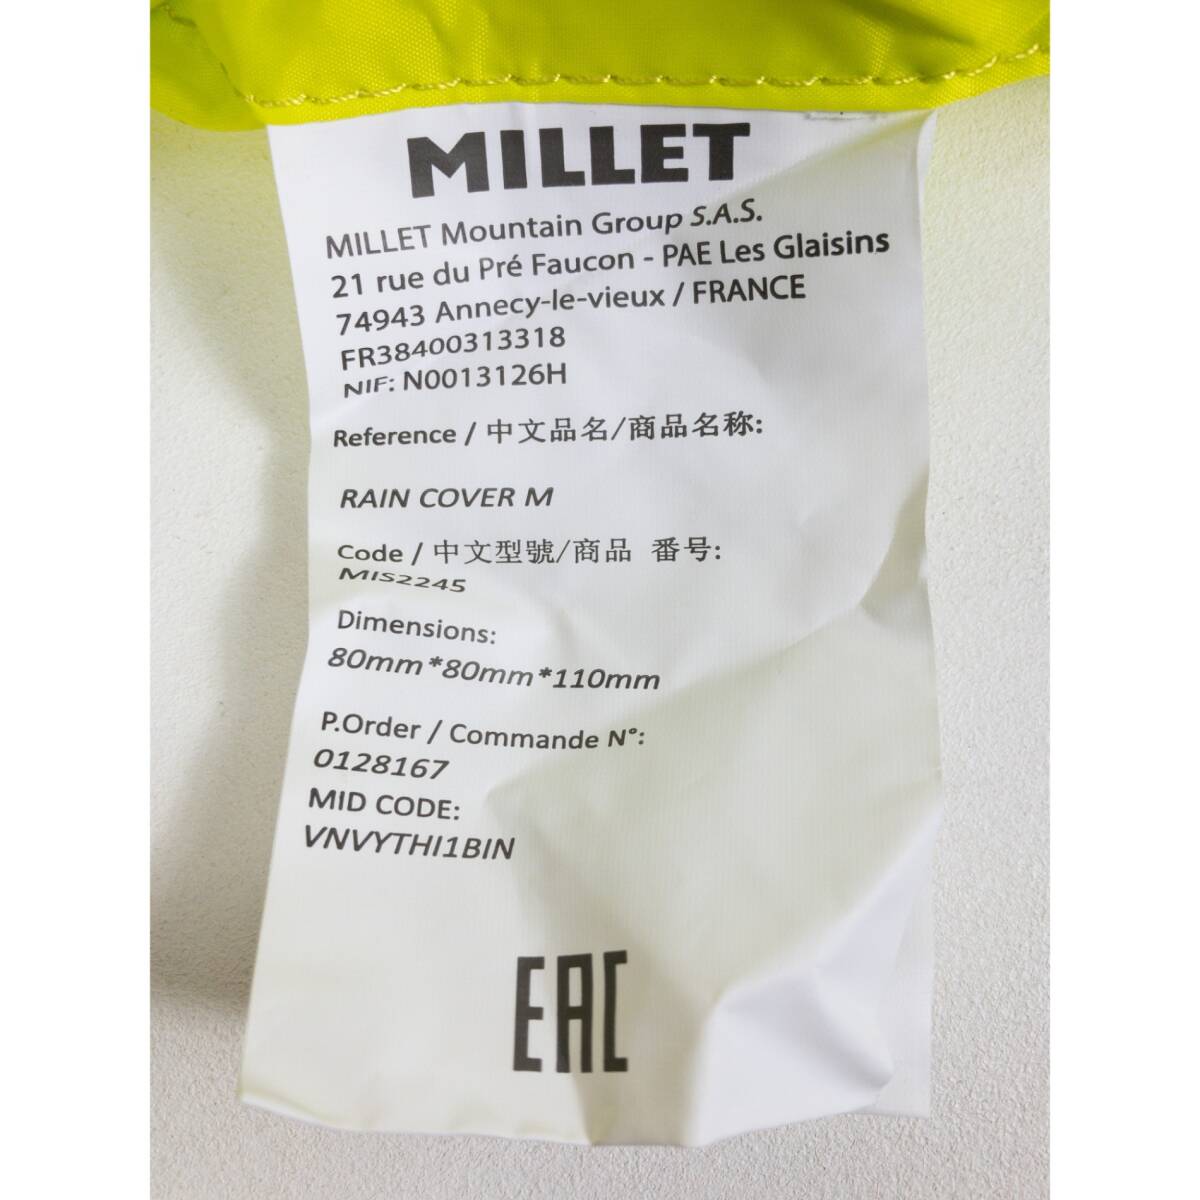 MILLET
MILLET Mountain Group S.A.S.
21 rue du Pré Faucon - PAE Les Glaisins
74943 Annecy-le-vieux / FRANCE
FR38400313318
NIF: N0013126H
Reference / 中文品名/商品名称:
RAIN COVER M
Code / 中文型號/商品 番号:
MIS2245
Dimensions:
80mm*80mm*110mm
P.Order / Commande N°:
0128167
MID CODE:
VNVYTHI1BIN
EAC